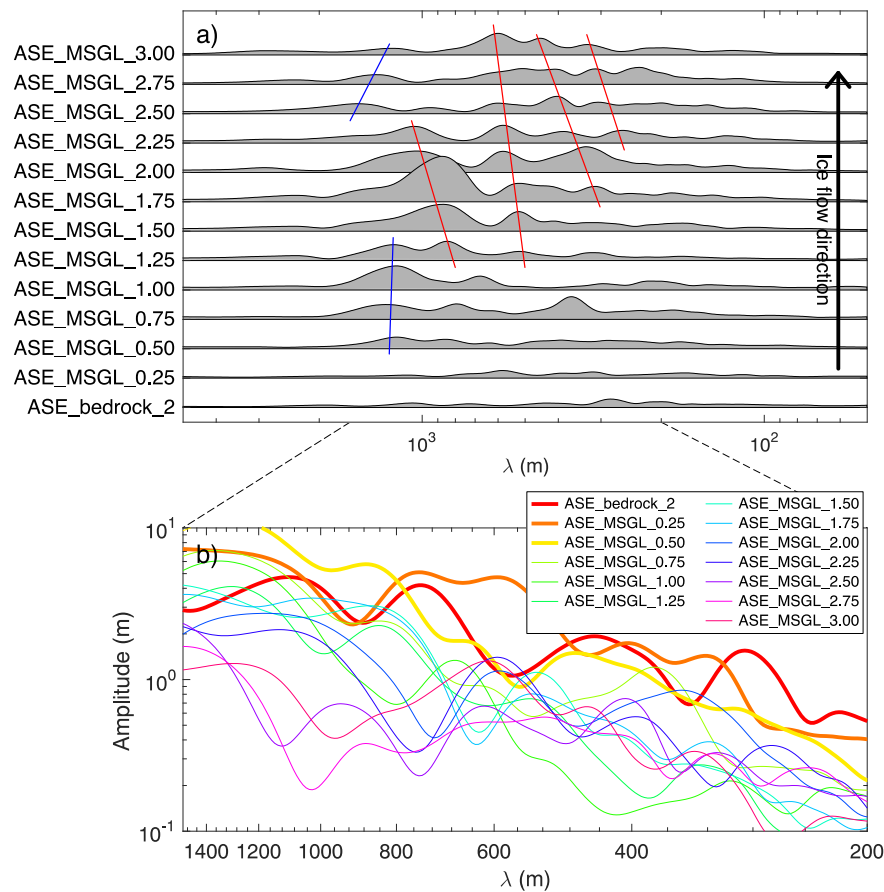 a)
ASE_MSGL_3.00
ASE_MSGL_2.75
ASE_MSGL_2.50
ASE_MSGL_2.25
ASE_MSGL_2.00
ASE_MSGL_1.75
ASE_MSGL_1.50
ASE_MSGL_1.25
ASE_MSGL_1.00
ASE_MSGL_0.75
ASE_MSGL_0.50
ASE_MSGL_0.25
ASE_bedrock_2
Ice flow direction
10³ 10²
λ (m)
b)
ASE_bedrock_2
ASE_MSGL_0.25
ASE_MSGL_0.50
ASE_MSGL_0.75
ASE_MSGL_1.00
ASE_MSGL_1.25
ASE_MSGL_1.50
ASE_MSGL_1.75
ASE_MSGL_2.00
ASE_MSGL_2.25
ASE_MSGL_2.50
ASE_MSGL_2.75
ASE_MSGL_3.00
Amplitude (m)
10¹
10⁰
10⁻¹
1400 1200 1000 800 600 400 200
λ (m)